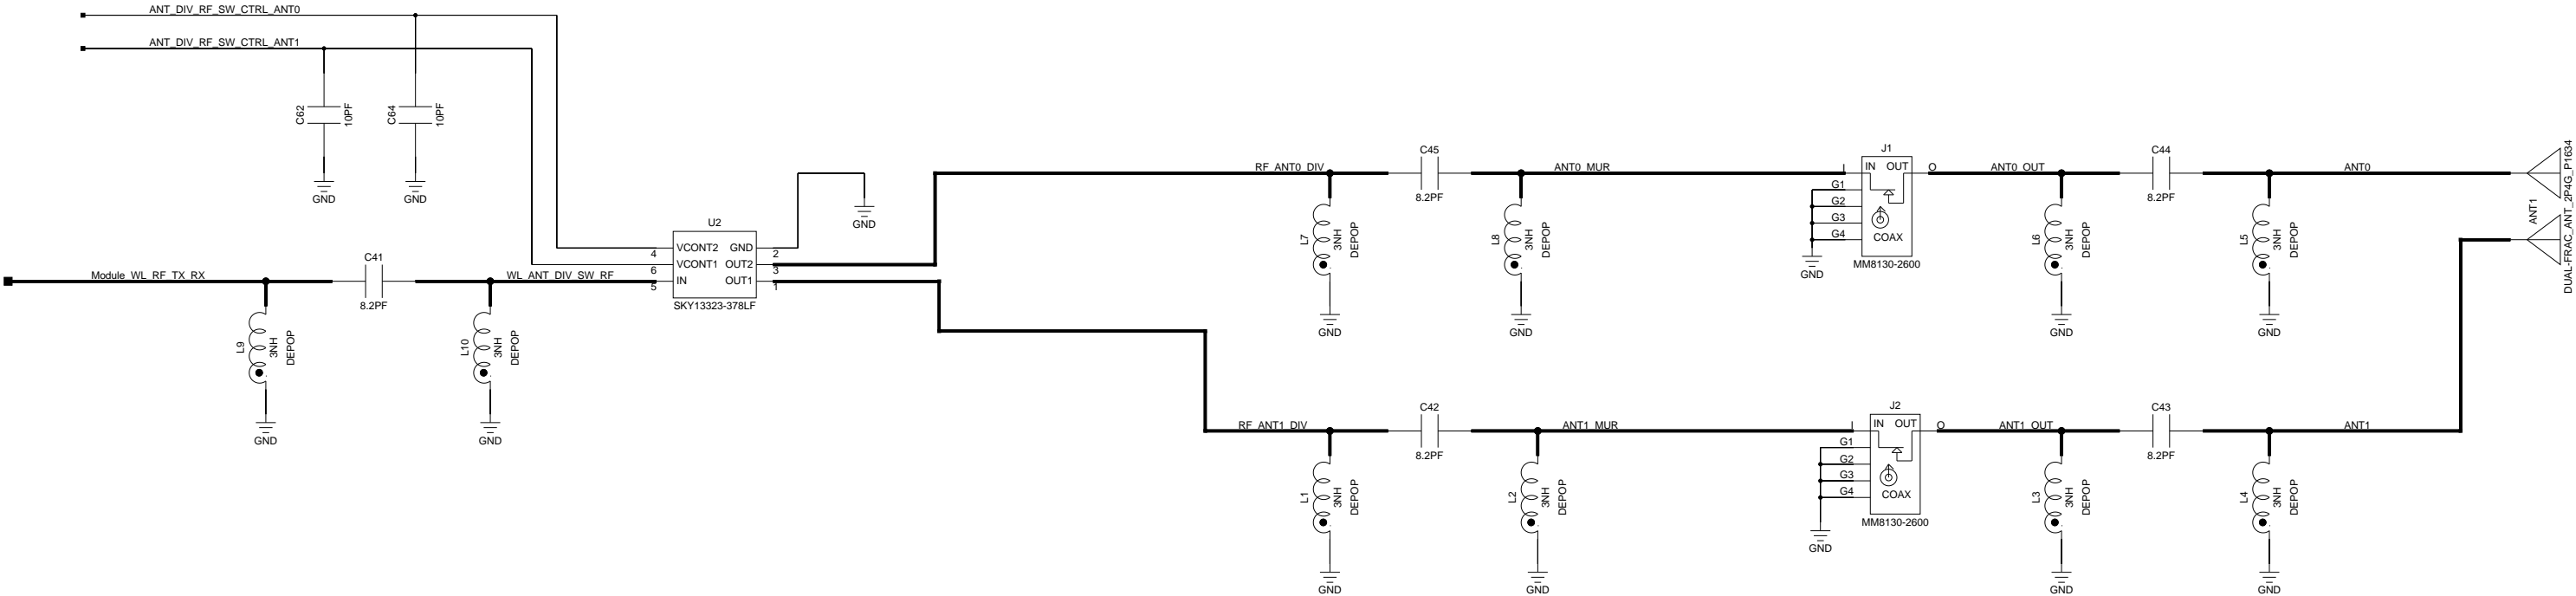 ANT_DIV_RF_SW_CTRL_ANT0
ANT_DIV_RF_SW_CTRL_ANT1
C62
10PF
GND
C64
10PF
GND
Module_WL_RF_TX_RX
C41
8.2PF
WL_ANT_DIV_SW_RF
L9
3NH
DEPOP
GND
L10
3NH
DEPOP
GND
U2
VCONT2 GND
VCONT1 OUT2
IN OUT1
4
6
5
2
3
1
SKY13323-378LF
GND
RF_ANT0_DIV
C45
8.2PF
ANT0_MUR
L7
3NH
DEPOP
GND
L8
3NH
DEPOP
GND
J1
I
IN OUT
O
G1
G2
G3
G4
COAX
MM8130-2600
GND
ANT0_OUT
C44
8.2PF
ANT0
L6
3NH
DEPOP
GND
L5
3NH
DEPOP
GND
ANT1
DUAL-FRAC_ANT_2P4G_P1634
RF_ANT1_DIV
C42
8.2PF
ANT1_MUR
L1
3NH
DEPOP
GND
L2
3NH
DEPOP
GND
J2
I
IN OUT
O
G1
G2
G3
G4
COAX
MM8130-2600
GND
ANT1_OUT
C43
8.2PF
ANT1
L3
3NH
DEPOP
GND
L4
3NH
DEPOP
GND